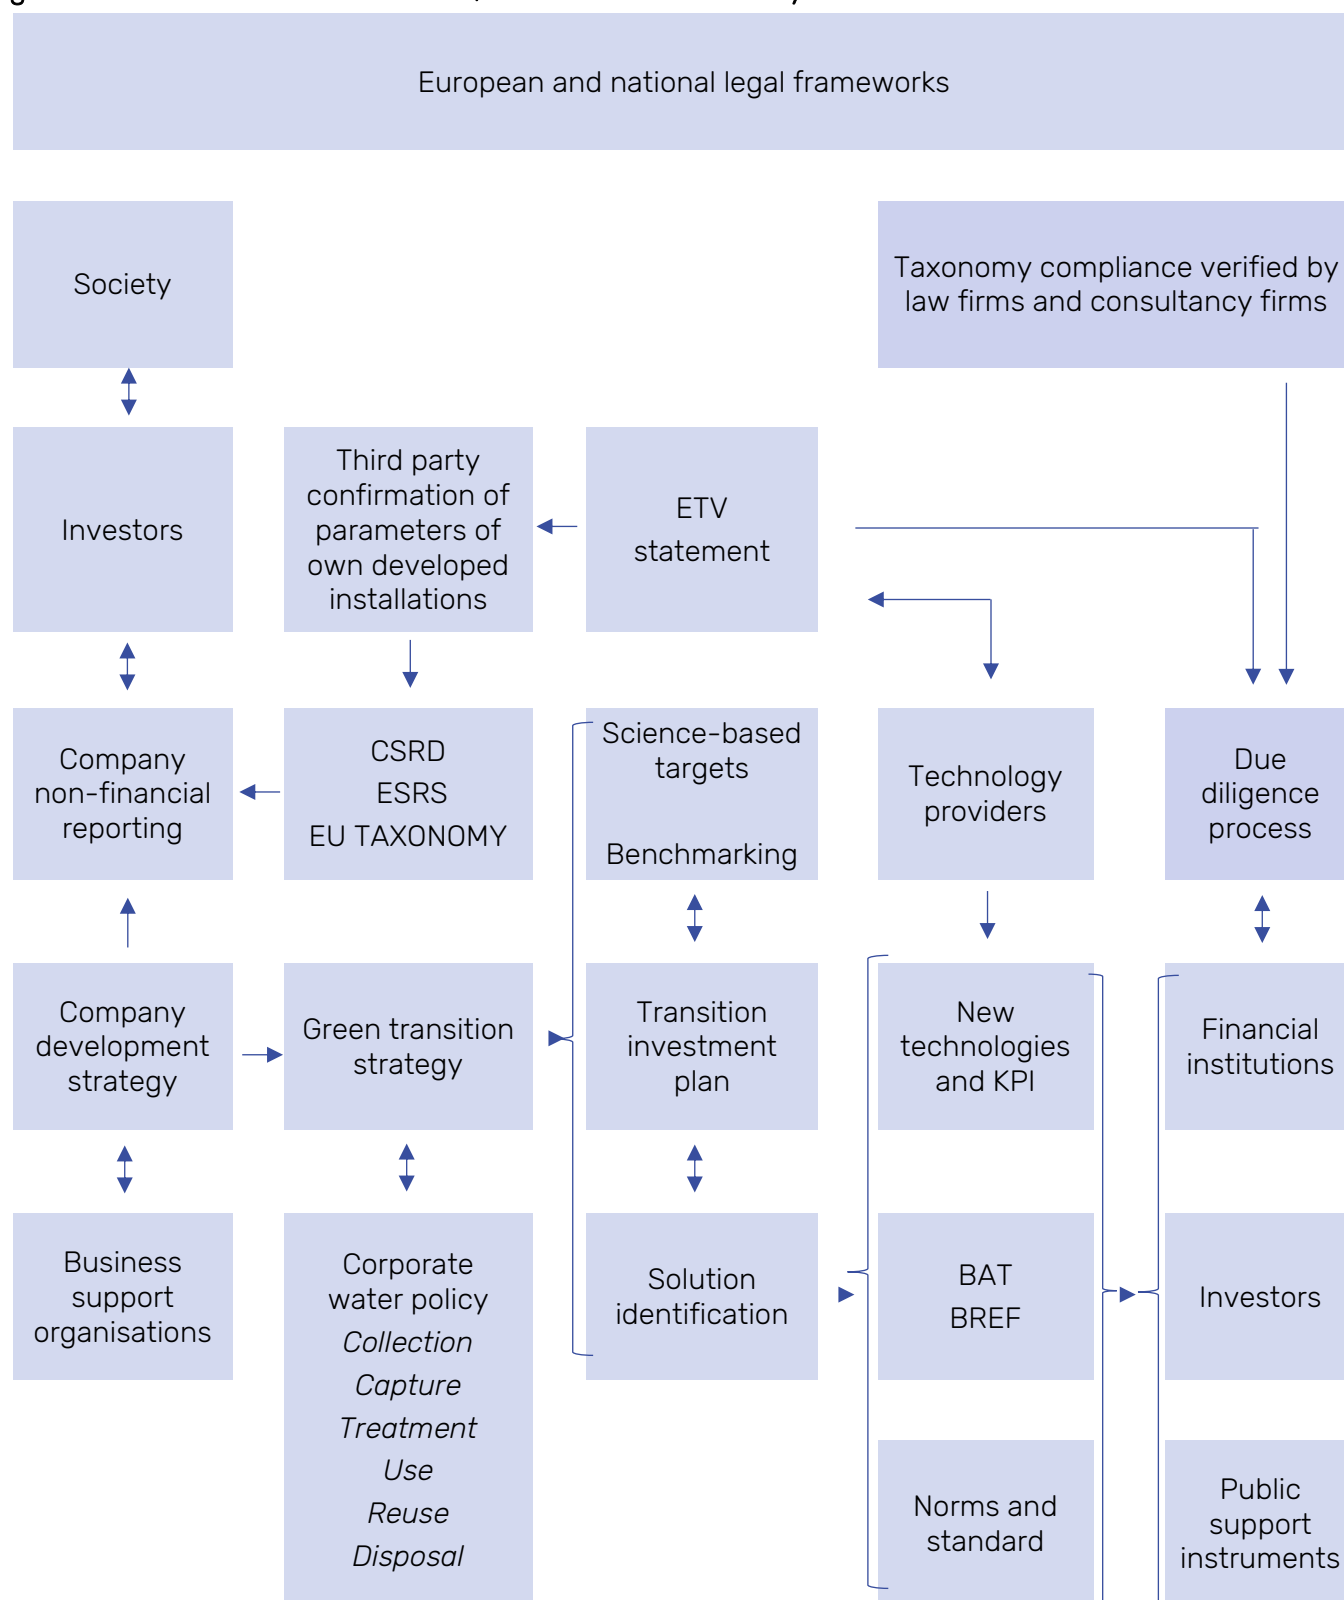 European and national legal frameworks
Society
Taxonomy compliance verified by
law firms and consultancy firms
Investors
Third party
confirmation of
parameters of
own developed
installations
ETV
statement
Company
non-financial
reporting
CSRD
ESRS
EU TAXONOMY
Science-based
targets
Benchmarking
Technology
providers
Due
diligence
process
Company
development
strategy
Green transition
strategy
Transition
investment
plan
New
technologies
and KPI
Financial
institutions
Business
support
organisations
Corporate
water policy
Collection
Capture
Treatment
Use
Reuse
Disposal
Solution
identification
BAT
BREF
Investors
Norms and
standard
Public
support
instruments